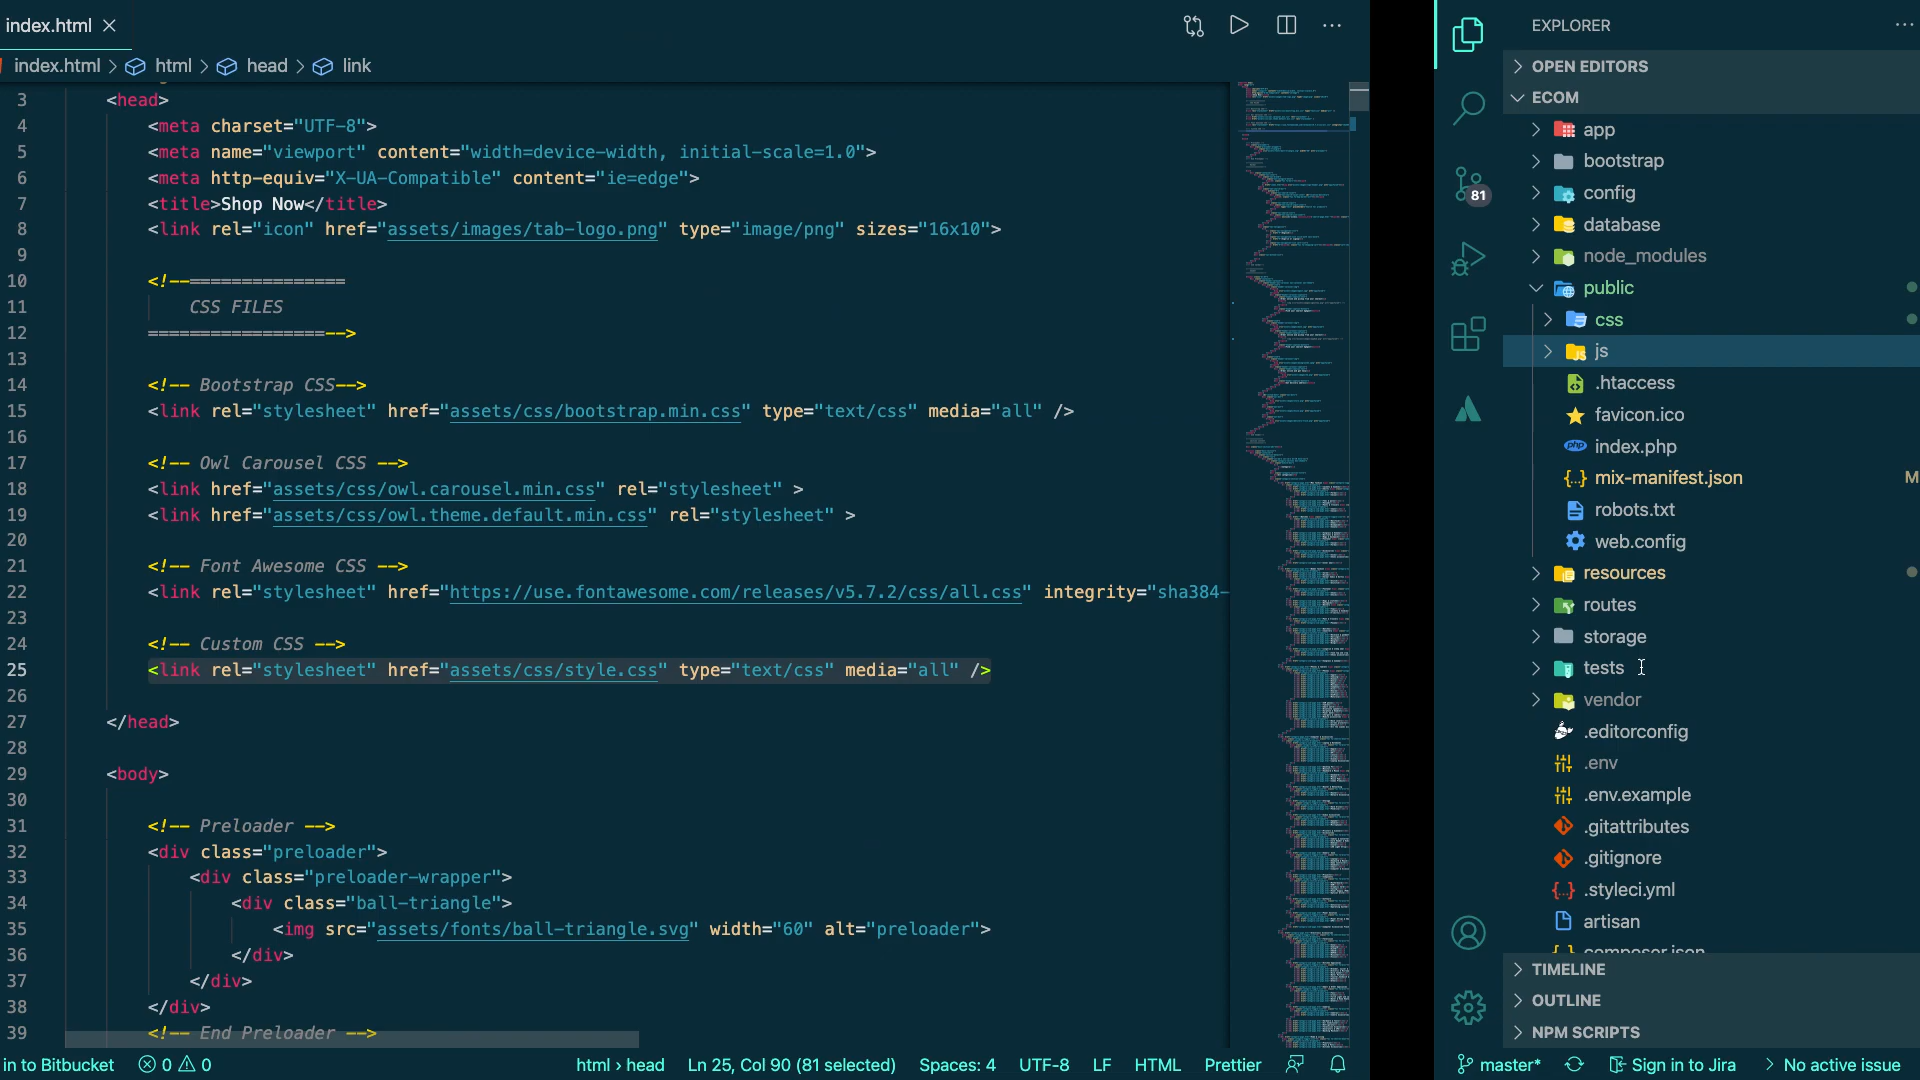 index.html
index.html > html > head > link
3 <head>
4 <meta charset="UTF-8">
5 <meta name="viewport" content="width=device-width, initial-scale=1.0">
6 <meta http-equiv="X-UA-Compatible" content="ie=edge">
7 <title>Shop Now</title>
8 <link rel="icon" href="assets/images/tab-logo.png" type="image/png" sizes="16x10">
9
10 <!--===============
11 CSS FILES
12 =================-->
13
14 <!-- Bootstrap CSS-->
15 <link rel="stylesheet" href="assets/css/bootstrap.min.css" type="text/css" media="all" />
16
17 <!-- Owl Carousel CSS -->
18 <link href="assets/css/owl.carousel.min.css" rel="stylesheet" >
19 <link href="assets/css/owl.theme.default.min.css" rel="stylesheet" >
20
21 <!-- Font Awesome CSS -->
22 <link rel="stylesheet" href="https://use.fontawesome.com/releases/v5.7.2/css/all.css" integrity="sha384-
23
24 <!-- Custom CSS -->
25 <link rel="stylesheet" href="assets/css/style.css" type="text/css" media="all" />
26
27 </head>
28
29 <body>
30
31 <!-- Preloader -->
32 <div class="preloader">
33 <div class="preloader-wrapper">
34 <div class="ball-triangle">
35 <img src="assets/fonts/ball-triangle.svg" width="60" alt="preloader">
36 </div>
37 </div>
38 </div>
39 <!-- End Preloader -->
in to Bitbucket 0 0 html › head Ln 25, Col 90 (81 selected) Spaces: 4 UTF-8 LF HTML Prettier
81
EXPLORER
OPEN EDITORS
ECOM
app
bootstrap
config
database
node_modules
public
css
js
.htaccess
favicon.ico
php index.php
{..} mix-manifest.json M
robots.txt
web.config
resources
routes
storage
tests
vendor
.editorconfig
.env
.env.example
.gitattributes
.gitignore
{..} .styleci.yml
artisan
composer.json
TIMELINE
OUTLINE
NPM SCRIPTS
master* Sign in to Jira > No active issue